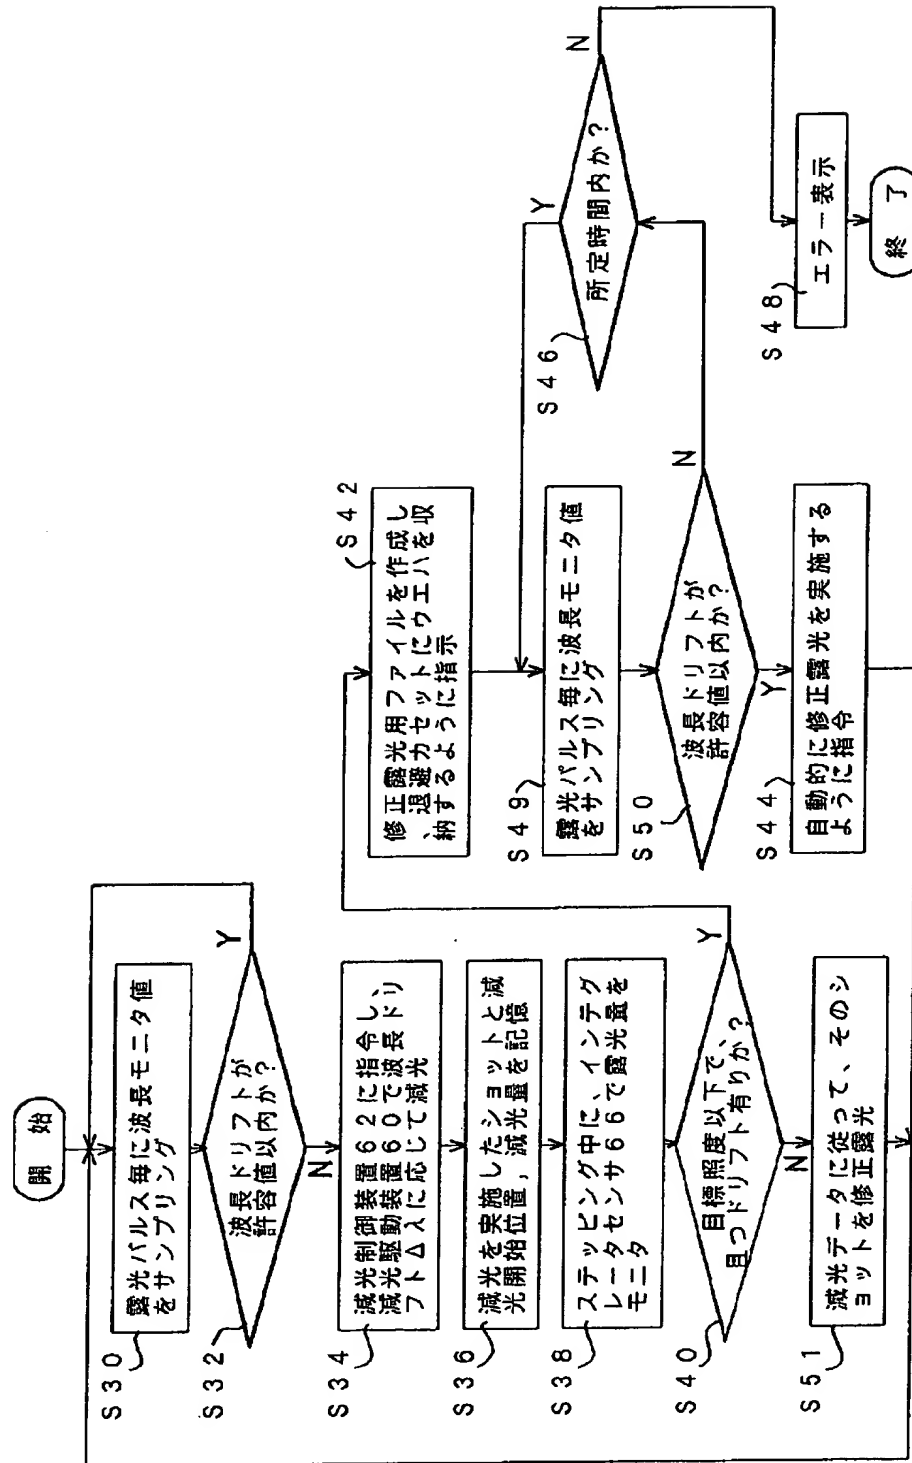 開 始
S30
露光パルス毎に波長モニタ値
をサンプリング
S32
波長ドリフトが
許容値以内か?
Y
N
S34
減光制御装置62に指令し、
減光駆動装置60で波長ドリ
フトΔλに応じて減光
S36
減光を実施したショットと減
光開始位置,減光量を記憶
S38
ステッピング中に、インテグ
レータセンサ66で露光量を
モニタ
S40
目標照度以下で、
且つドリフト有りか?
Y
N
S51
減光データに従って、そのシ
ョットを修正露光
S42
修正露光用ファイルを作成し
、退避カセットにウエハを収
納するように指示
S49
露光パルス毎に波長モニタ値
をサンプリング
S50
波長ドリフトが
許容値以内か?
N
Y
S44
自動的に修正露光を実施する
ように指令
S46
所定時間内か?
Y
N
S48
エラー表示
終 了